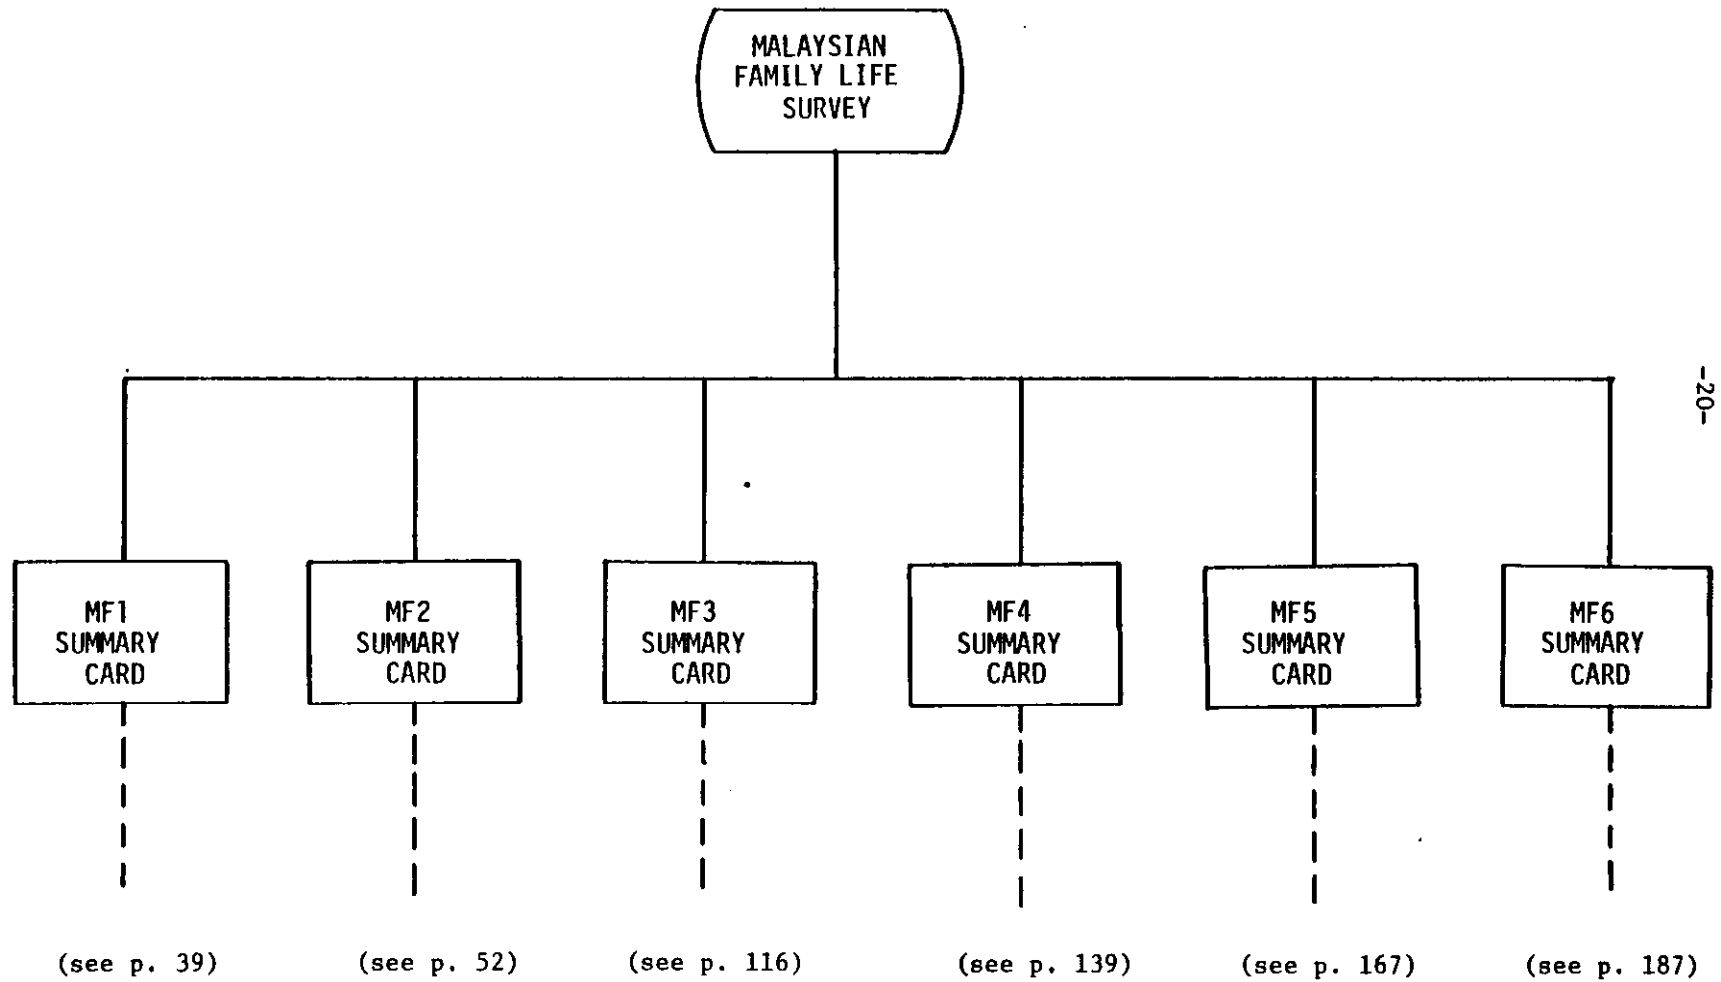 MALAYSIAN
FAMILY LIFE
SURVEY
-20-
MF1
SUMMARY
CARD
MF2
SUMMARY
CARD
MF3
SUMMARY
CARD
MF4
SUMMARY
CARD
MF5
SUMMARY
CARD
MF6
SUMMARY
CARD
(see p. 39)
(see p. 52)
(see p. 116)
(see p. 139)
(see p. 167)
(see p. 187)